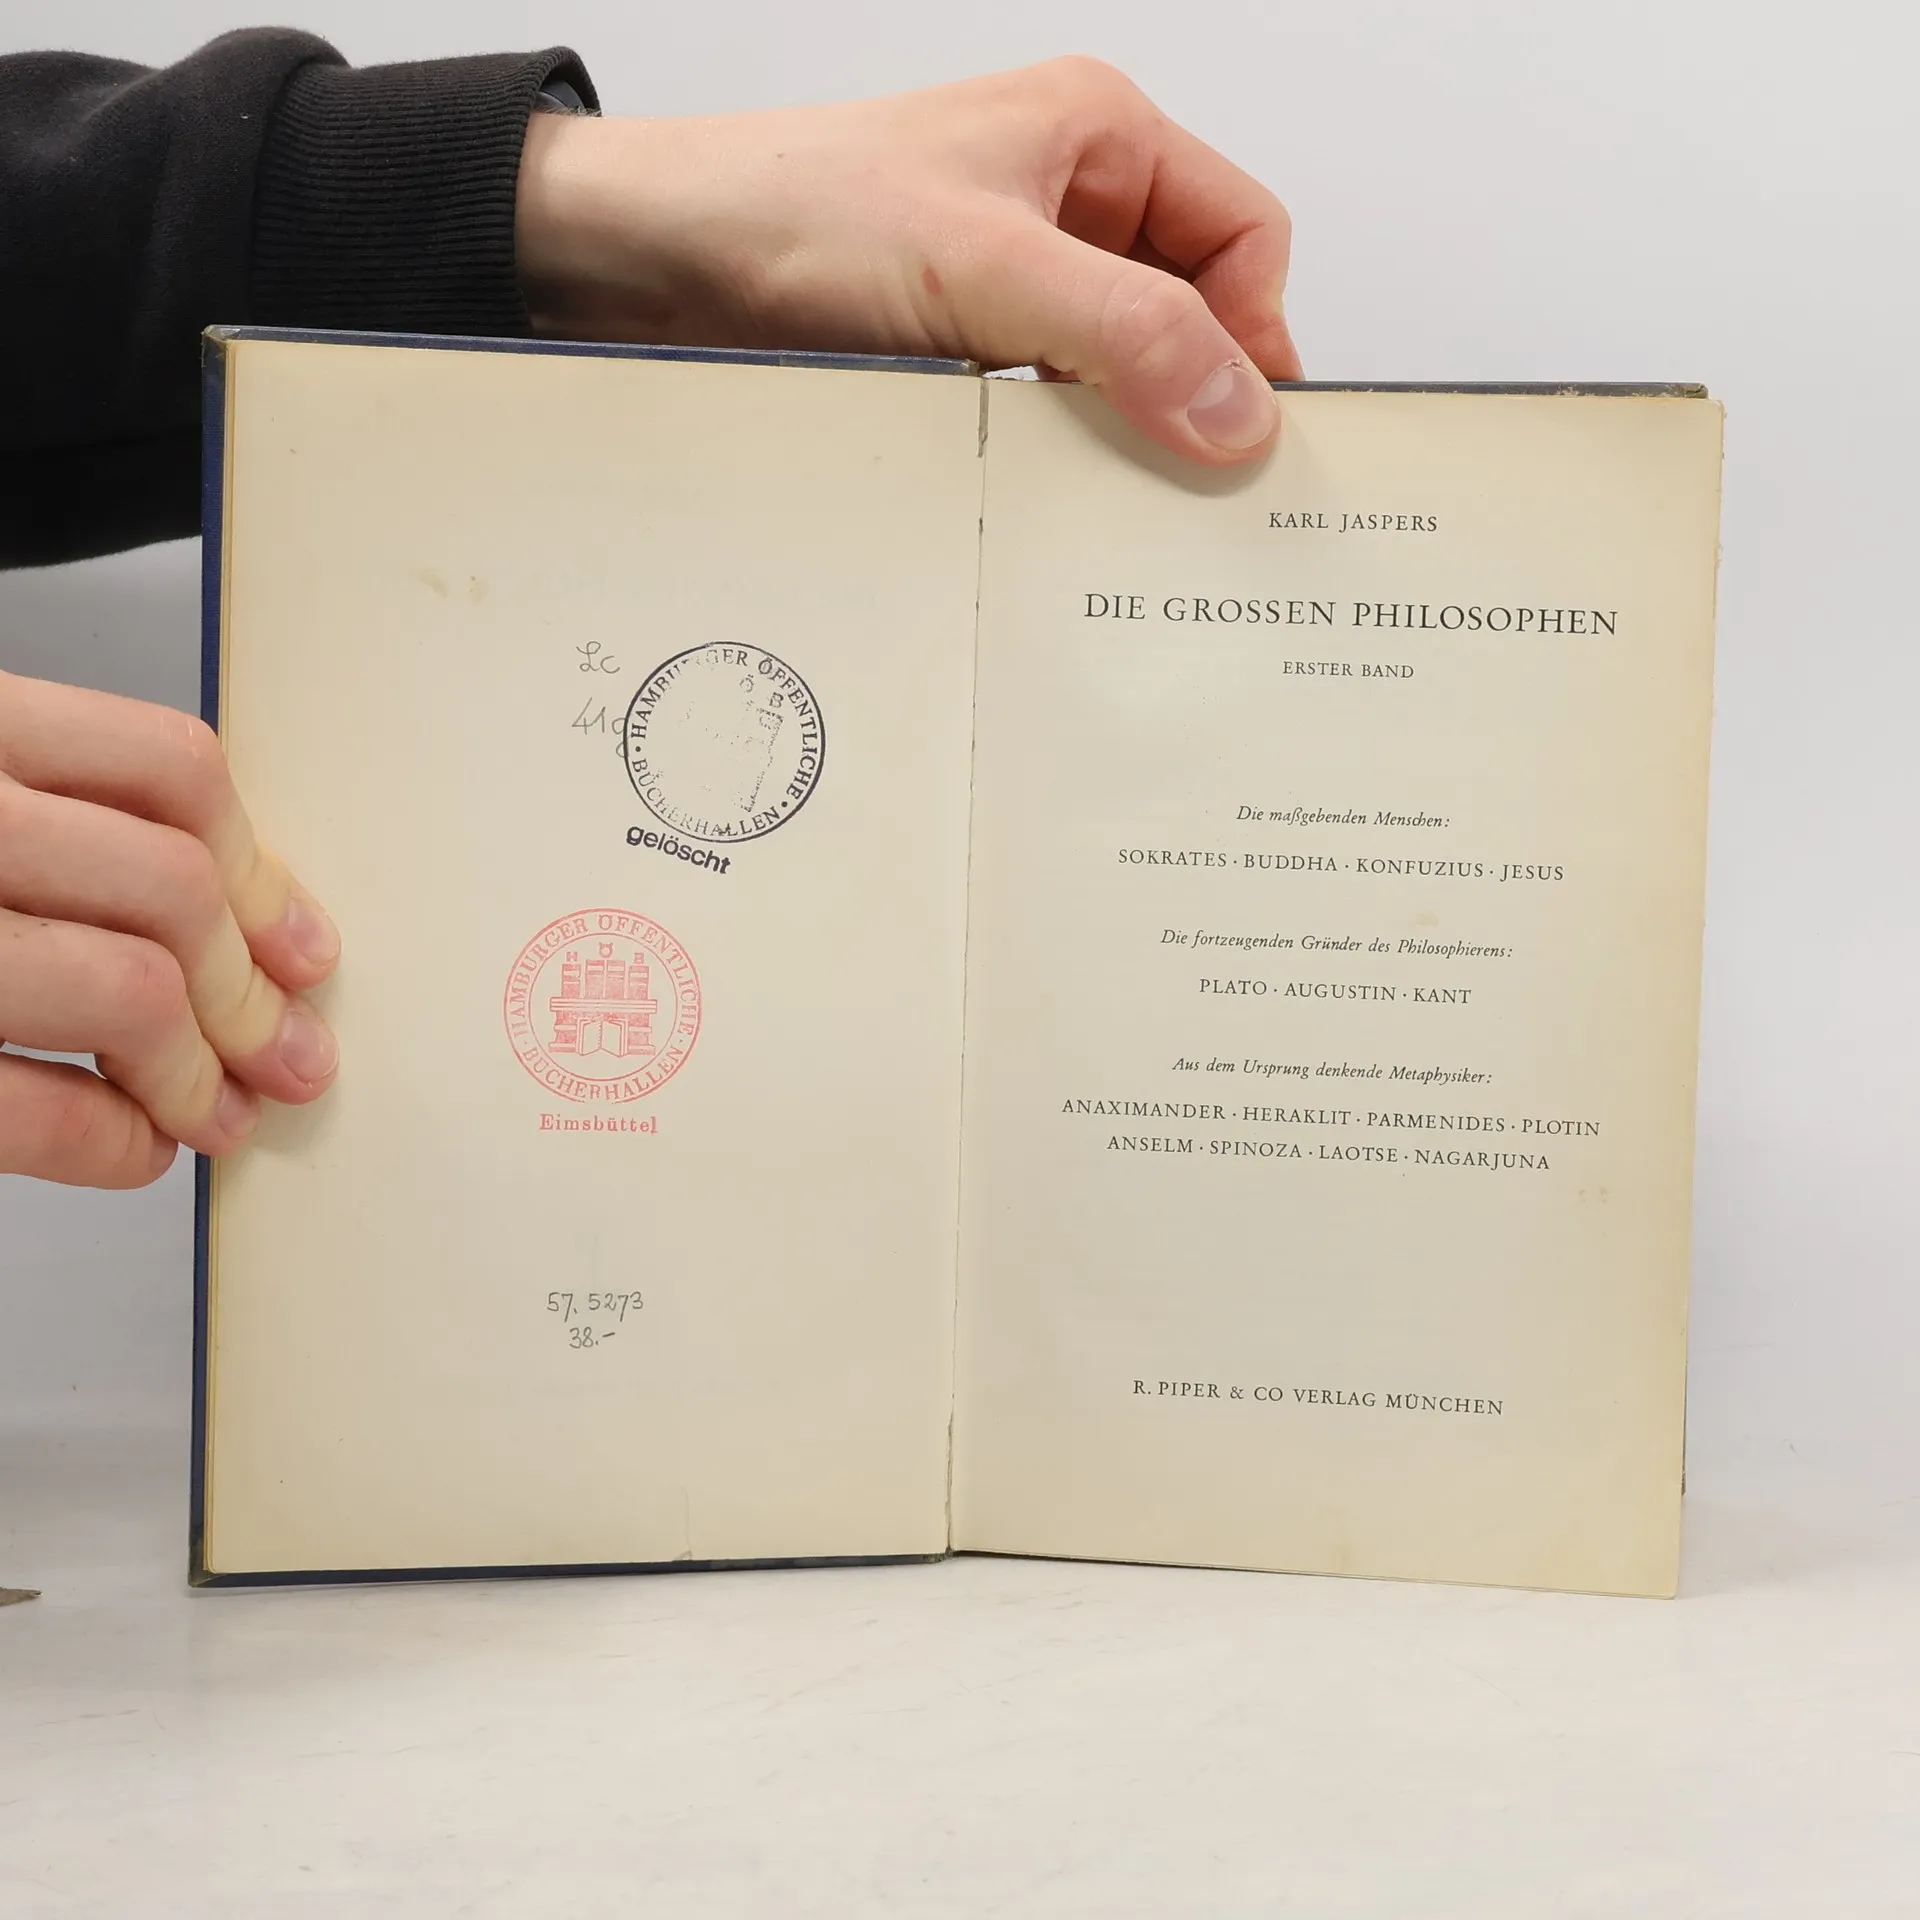 Lc
41g
HAMBURGER ÖFFENTLICHE
BÜCHERHALLEN
Ö B
gelöscht
HAMBURGER ÖFFENTLICHE
BÜCHERHALLEN
H Ö B
Eimsbüttel
57. 5273
38.–
KARL JASPERS
DIE GROSSEN PHILOSOPHEN
ERSTER BAND
Die maßgebenden Menschen:
SOKRATES · BUDDHA · KONFUZIUS · JESUS
Die fortzeugenden Gründer des Philosophierens:
PLATO · AUGUSTIN · KANT
Aus dem Ursprung denkende Metaphysiker:
ANAXIMANDER · HERAKLIT · PARMENIDES · PLOTIN
ANSELM · SPINOZA · LAOTSE · NAGARJUNA
R. PIPER & CO VERLAG MÜNCHEN